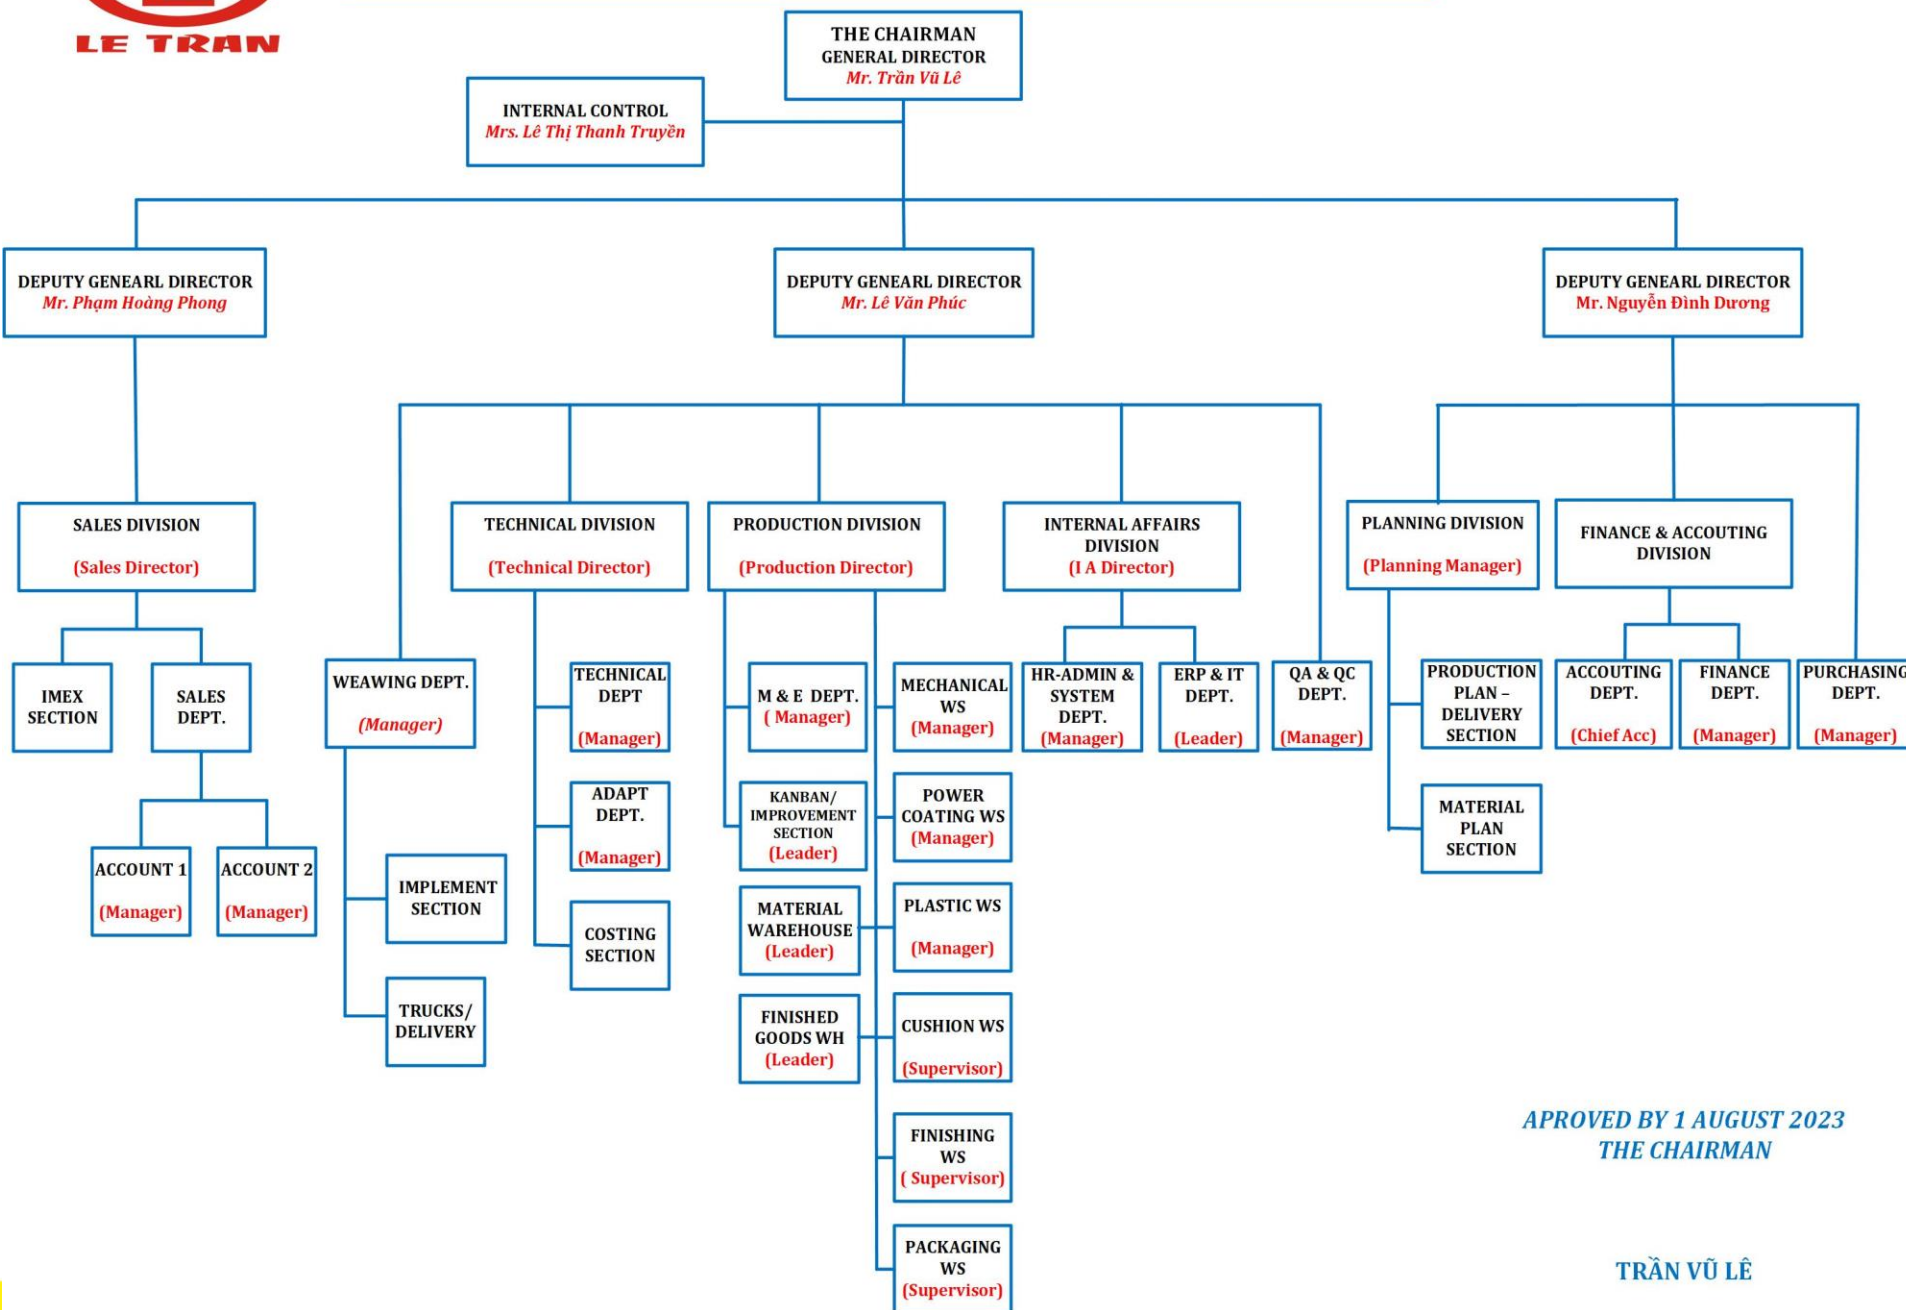 LE TRAN
THE CHAIRMAN
GENERAL DIRECTOR
Mr. Trần Vũ Lê
INTERNAL CONTROL
Mrs. Lê Thị Thanh Truyền
DEPUTY GENEARL DIRECTOR
Mr. Phạm Hoàng Phong
DEPUTY GENEARL DIRECTOR
Mr. Lê Văn Phúc
DEPUTY GENEARL DIRECTOR
Mr. Nguyễn Đình Dương
SALES DIVISION
(Sales Director)
TECHNICAL DIVISION
(Technical Director)
PRODUCTION DIVISION
(Production Director)
INTERNAL AFFAIRS
DIVISION
(I A Director)
PLANNING DIVISION
(Planning Manager)
FINANCE & ACCOUTING
DIVISION
IMEX
SECTION
SALES
DEPT.
WEAWING DEPT.
(Manager)
TECHNICAL
DEPT
(Manager)
M & E DEPT.
( Manager)
MECHANICAL
WS
(Manager)
HR-ADMIN &
SYSTEM
DEPT.
(Manager)
ERP & IT
DEPT.
(Leader)
QA & QC
DEPT.
(Manager)
PRODUCTION
PLAN –
DELIVERY
SECTION
ACCOUTING
DEPT.
(Chief Acc)
FINANCE
DEPT.
(Manager)
PURCHASING
DEPT.
(Manager)
ADAPT
DEPT.
(Manager)
KANBAN/
IMPROVEMENT
SECTION
(Leader)
POWER
COATING WS
(Manager)
MATERIAL
PLAN
SECTION
ACCOUNT 1
(Manager)
ACCOUNT 2
(Manager)
IMPLEMENT
SECTION
COSTING
SECTION
MATERIAL
WAREHOUSE
(Leader)
PLASTIC WS
(Manager)
TRUCKS/
DELIVERY
FINISHED
GOODS WH
(Leader)
CUSHION WS
(Supervisor)
FINISHING
WS
( Supervisor)
PACKAGING
WS
(Supervisor)
APROVED BY 1 AUGUST 2023
THE CHAIRMAN
TRẦN VŨ LÊ